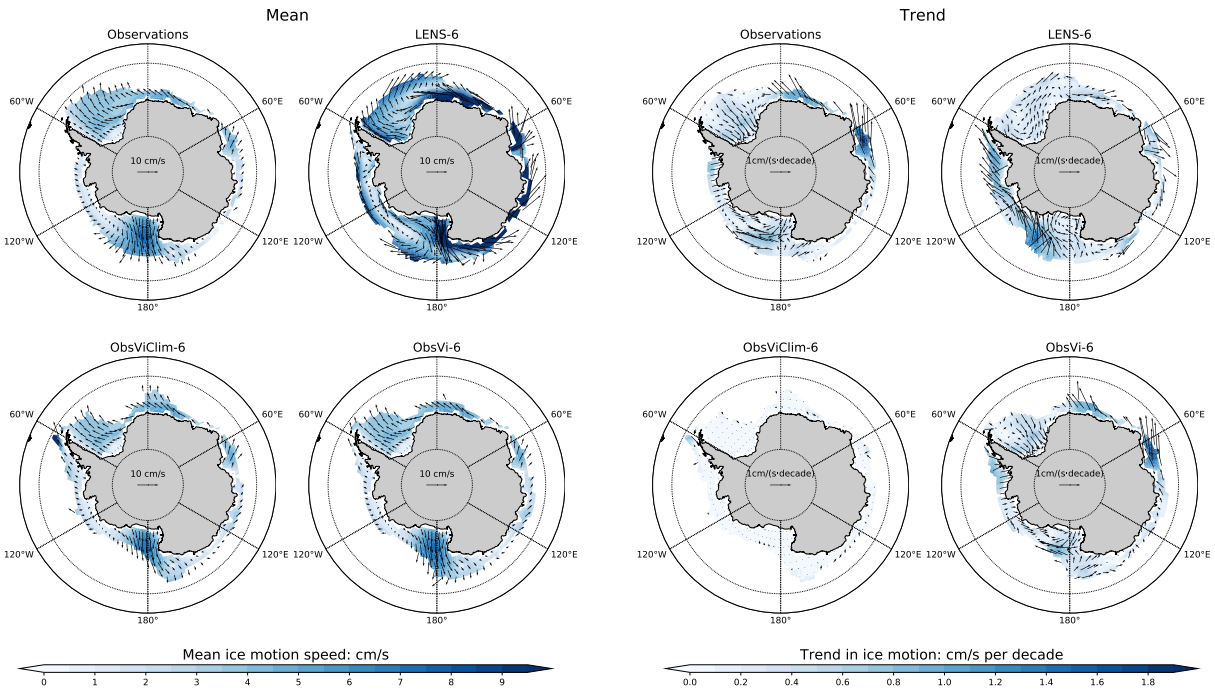 Mean
Trend
Observations
LENS-6
Observations
LENS-6
60°W
60°E
60°W
60°E
60°W
60°E
60°W
60°E
10 cm/s
10 cm/s
1cm/(s·decade)
1cm/(s·decade)
120°W
120°E
120°W
120°E
120°W
120°E
120°W
120°E
180°
180°
180°
180°
ObsViClim-6
ObsVi-6
ObsViClim-6
ObsVi-6
60°W
60°E
60°W
60°E
60°W
60°E
60°W
60°E
10 cm/s
10 cm/s
1cm/(s·decade)
1cm/(s·decade)
120°W
120°E
120°W
120°E
120°W
120°E
120°W
120°E
180°
180°
180°
180°
Mean ice motion speed: cm/s
0 1 2 3 4 5 6 7 8 9
Trend in ice motion: cm/s per decade
0.0 0.2 0.4 0.6 0.8 1.0 1.2 1.4 1.6 1.8